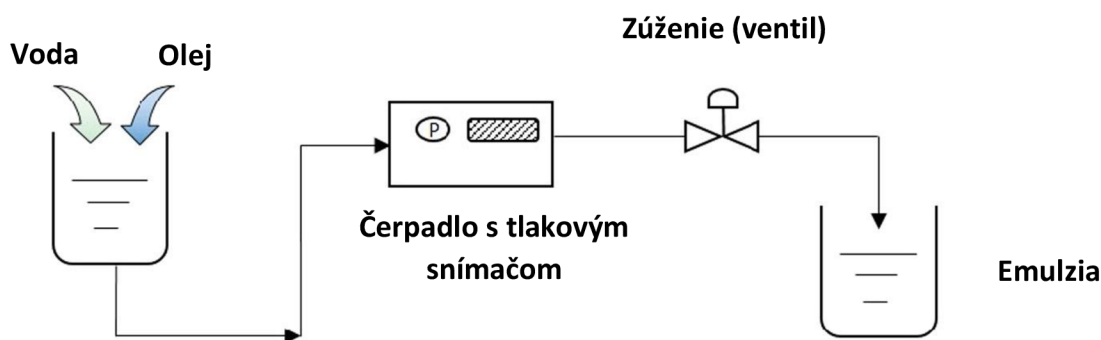 Zúženie (ventil)
Voda
Olej
P
Čerpadlo s tlakovým
snímačom
Emulzia